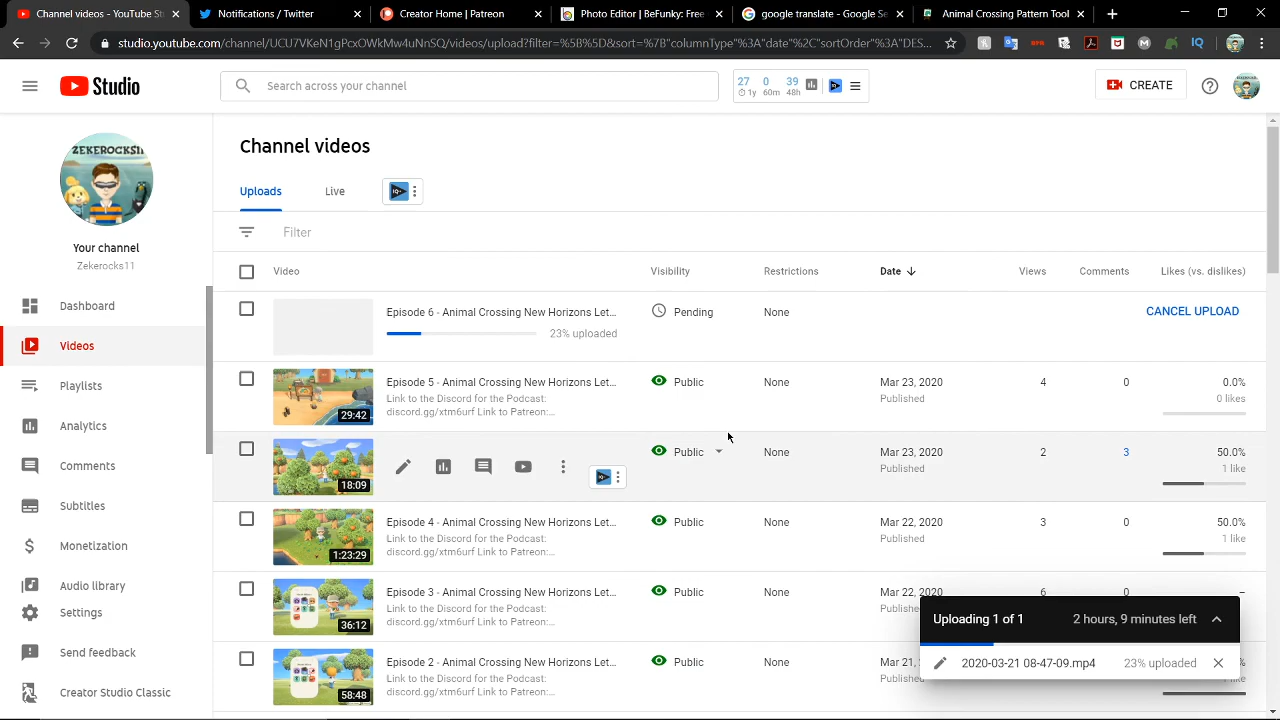 Channel videos - YouTube St
Notifications / Twitter
Creator Home | Patreon
Photo Editor | BeFunky: Free
google translate - Google Se
Animal Crossing Pattern Tool
studio.youtube.com/channel/UCU7VKeN1gPcxOWkMw4uNnSQ/videos/upload?filter=%5B%5D&sort=%7B"columnType"%3A"date"%2C"sortOrder"%3A"DES...
Studio
Search across your channel
27 0 39
1y 60m 48h
CREATE
ZEKEROCKS11
Your channel
Zekerocks11
Dashboard
Videos
Playlists
Analytics
Comments
Subtitles
Monetization
Audio library
Settings
Send feedback
Creator Studio Classic
Channel videos
Uploads Live IQ
Filter
Video Visibility Restrictions Date Views Comments Likes (vs. dislikes)
Episode 6 - Animal Crossing New Horizons Let... Pending None CANCEL UPLOAD
23% uploaded
Episode 5 - Animal Crossing New Horizons Let... Public None Mar 23, 2020 4 0 0.0%
Link to the Discord for the Podcast: Published 0 likes
discord.gg/xtm6urf Link to Patreon:...
29:42
Public None Mar 23, 2020 2 3 50.0%
Published 1 like
18:09
Episode 4 - Animal Crossing New Horizons Let... Public None Mar 22, 2020 3 0 50.0%
Link to the Discord for the Podcast: Published 1 like
discord.gg/xtm6urf Link to Patreon:...
1:23:29
Episode 3 - Animal Crossing New Horizons Let... Public None Mar 22, 2020 6 0 –
Link to the Discord for the Podcast:
discord.gg/xtm6urf Link to Patreon:...
36:12
Episode 2 - Animal Crossing New Horizons Let... Public None Mar 21,
Link to the Discord for the Podcast:
discord.gg/xtm6urf Link to Patreon:...
58:48
Uploading 1 of 1 2 hours, 9 minutes left
2020-03-21 08-47-09.mp4 23% uploaded